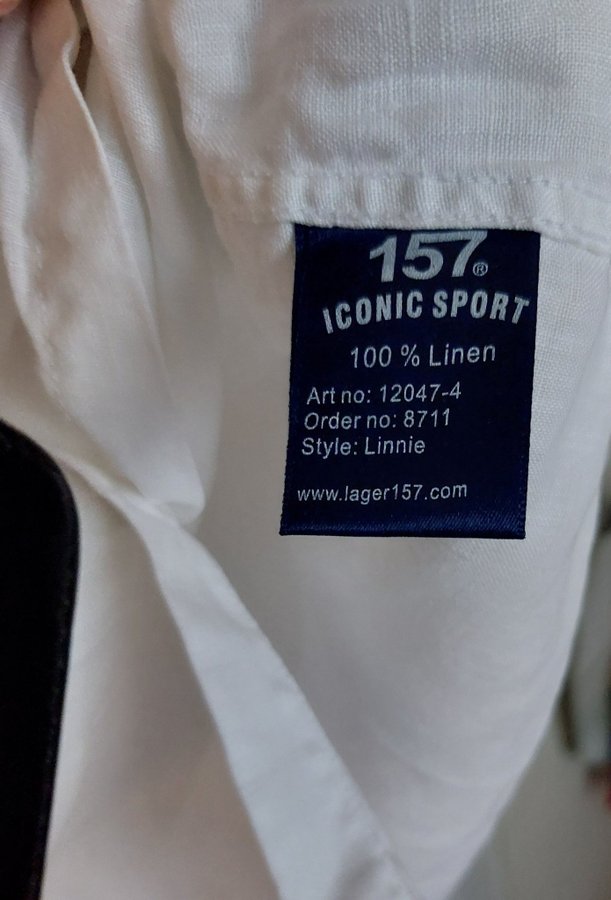 157®
ICONIC SPORT
100 % Linen
Art no: 12047-4
Order no: 8711
Style: Linnie
www.lager157.com